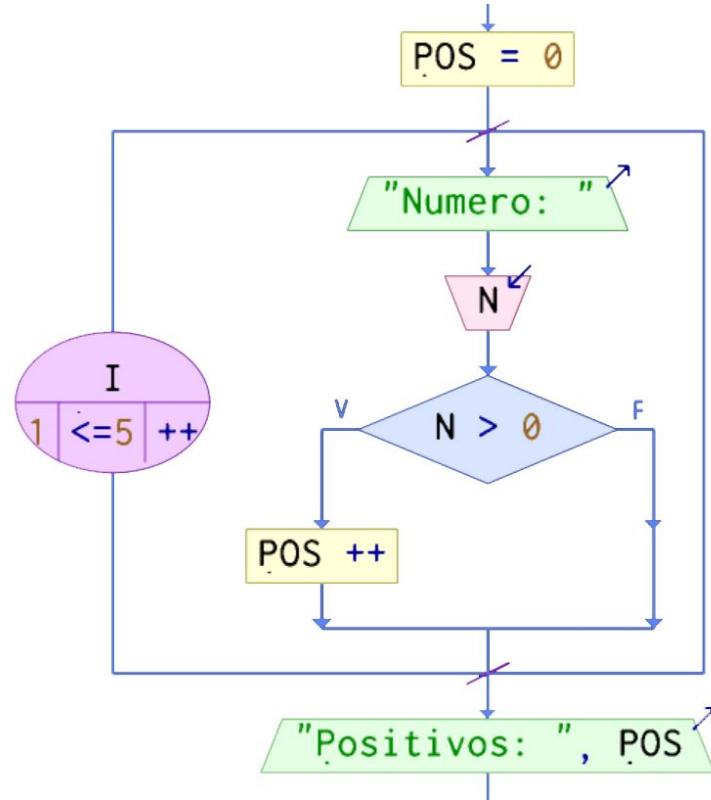 POS = 0
"Numero: "
N
I
1 <=5 ++
V
N > 0
F
POS ++
"Positivos: ", POS